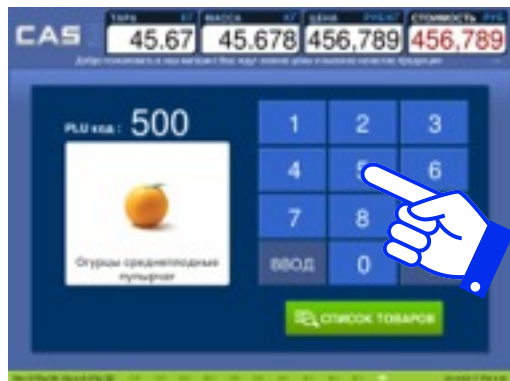 CAS
ТАРА КГ МАССА КГ ЦЕНА РУБ/КГ СТОИМОСТЬ РУБ
45.67 45.678 456,789 456,789
PLU код : 500
1 2 3
4 5 6
7 8
ВВОД 0
Огурцы среднеплодные
пупырчат
СПИСОК ТОВАРОВ